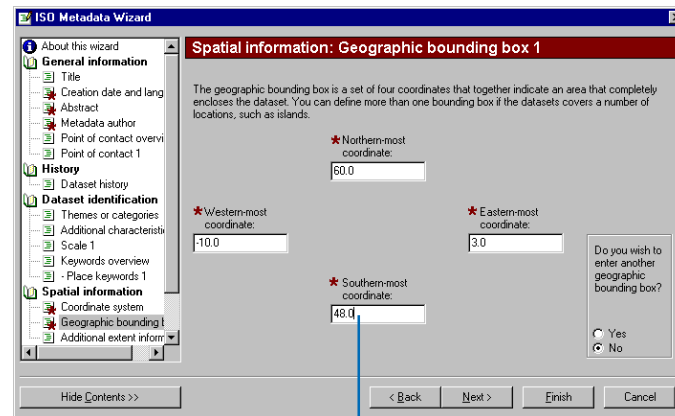 ISO Metadata Wizard
About this wizard
General information
Title
Creation date and lang
Abstract
Metadata author
Point of contact overvi
Point of contact 1
History
Dataset history
Dataset identification
Themes or categories
Additional characteristi
Scale 1
Keywords overview
- Place keywords 1
Spatial information
Coordinate system
Geographic bounding b
Additional extent inform
Hide Contents >>
Spatial information: Geographic bounding box 1
The geographic bounding box is a set of four coordinates that together indicate an area that completely
encloses the dataset. You can define more than one bounding box if the datasets covers a number of
locations, such as islands.
*Northern-most
coordinate:
60.0
*Western-most
coordinate:
-10.0
*Eastern-most
coordinate:
3.0
*Southern-most
coordinate:
48.0
Do you wish to
enter another
geographic
bounding box?
Yes
No
< Back
Next >
Finish
Cancel